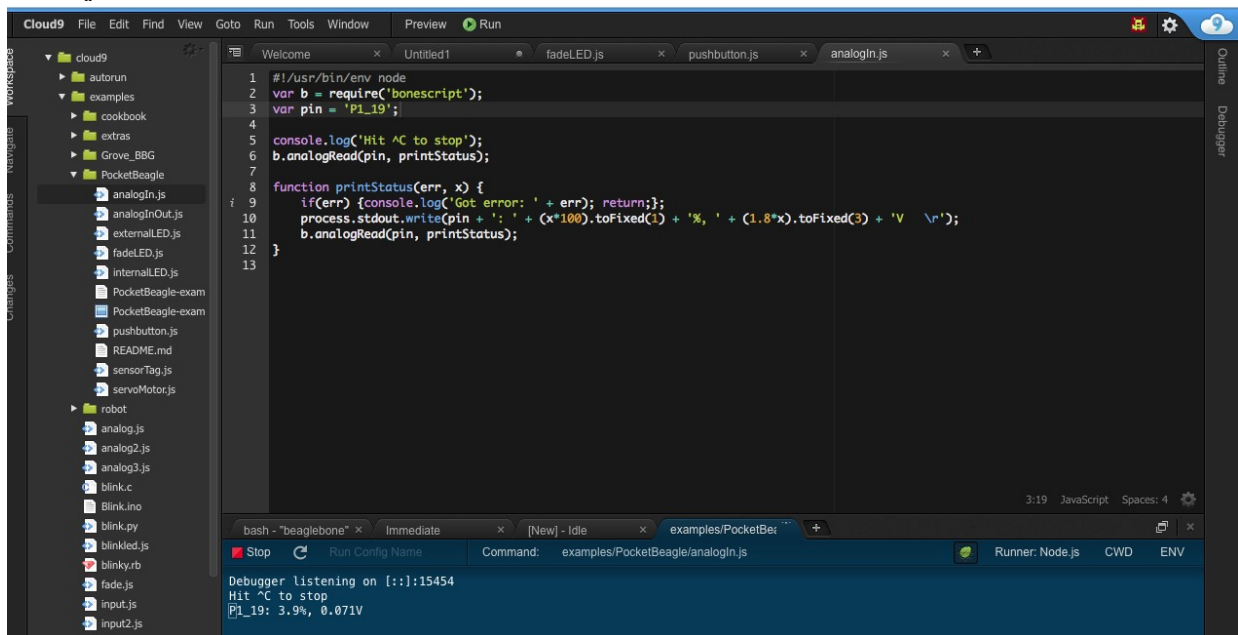 Cloud9 File Edit Find View Goto Run Tools Window Preview Run
Workspace
Navigate
Commands
Changes
cloud9
autorun
examples
cookbook
extras
Grove_BBG
PocketBeagle
analogIn.js
analogInOut.js
externalLED.js
fadeLED.js
internalLED.js
PocketBeagle-exam
PocketBeagle-exam
pushbutton.js
README.md
sensorTag.js
servoMotor.js
robot
analog.js
analog2.js
analog3.js
blink.c
Blink.ino
blink.py
blinkled.js
blinky.rb
fade.js
input.js
input2.js
Welcome × Untitled1 fadeLED.js × pushbutton.js × analogIn.js × +
1 #!/usr/bin/env node
2 var b = require('bonescript');
3 var pin = 'P1_19';
4
5 console.log('Hit ^C to stop');
6 b.analogRead(pin, printStatus);
7
8 function printStatus(err, x) {
i 9 if(err) {console.log('Got error: ' + err); return;};
10 process.stdout.write(pin + ': ' + (x*100).toFixed(1) + '%, ' + (1.8*x).toFixed(3) + 'V \r');
11 b.analogRead(pin, printStatus);
12 }
13
3:19 JavaScript Spaces: 4
bash - "beaglebone" × Immediate × [New] - Idle × examples/PocketBea +
Stop Run Config Name Command: examples/PocketBeagle/analogIn.js Runner: Node.js CWD ENV
Debugger listening on [::]:15454
Hit ^C to stop
P1_19: 3.9%, 0.071V
9
Outline
Debugger